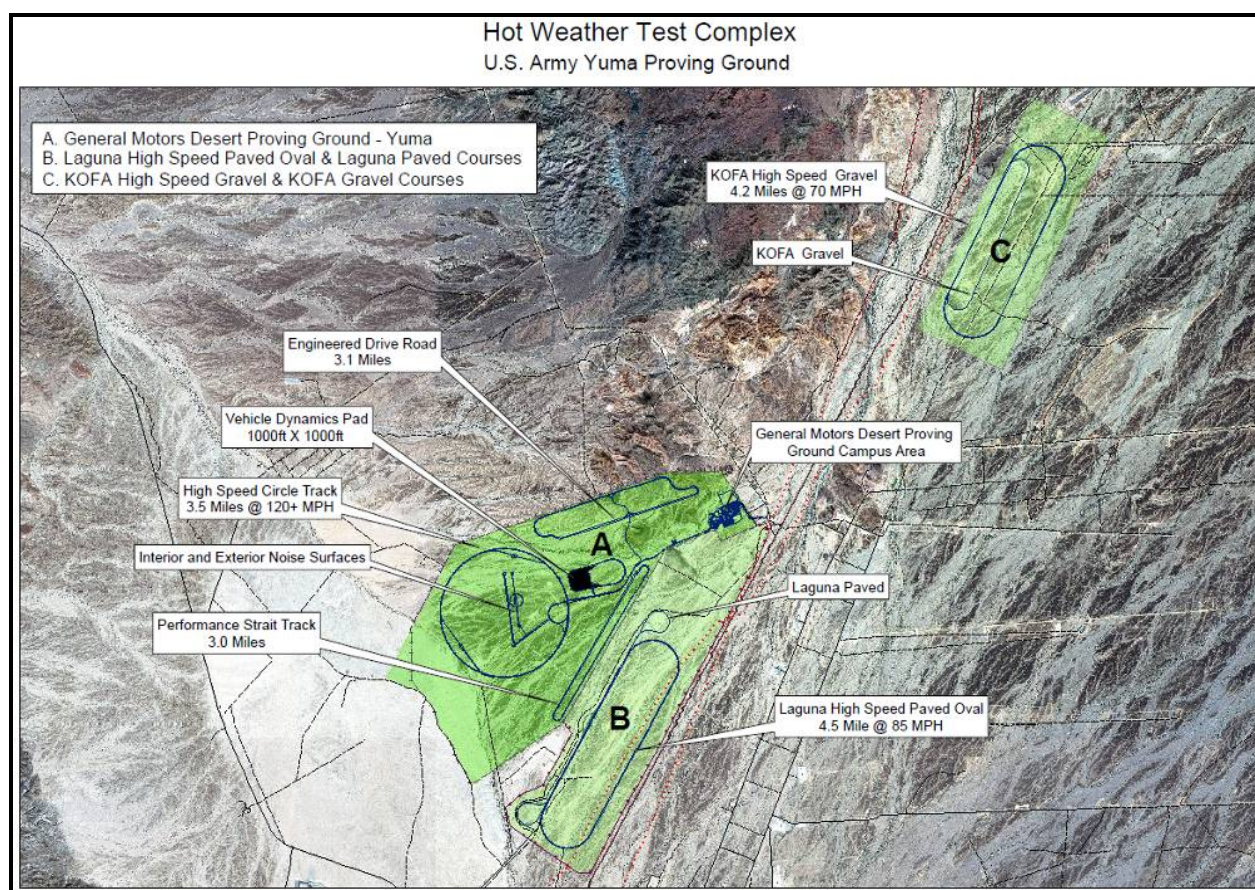 Hot Weather Test Complex
U.S. Army Yuma Proving Ground
A. General Motors Desert Proving Ground - Yuma
B. Laguna High Speed Paved Oval & Laguna Paved Courses
C. KOFA High Speed Gravel & KOFA Gravel Courses
KOFA High Speed Gravel
4.2 Miles @ 70 MPH
C
KOFA Gravel
Engineered Drive Road
3.1 Miles
Vehicle Dynamics Pad
1000ft X 1000ft
General Motors Desert Proving
Ground Campus Area
High Speed Circle Track
3.5 Miles @ 120+ MPH
A
Interior and Exterior Noise Surfaces
Laguna Paved
Performance Strait Track
3.0 Miles
B
Laguna High Speed Paved Oval
4.5 Mile @ 85 MPH